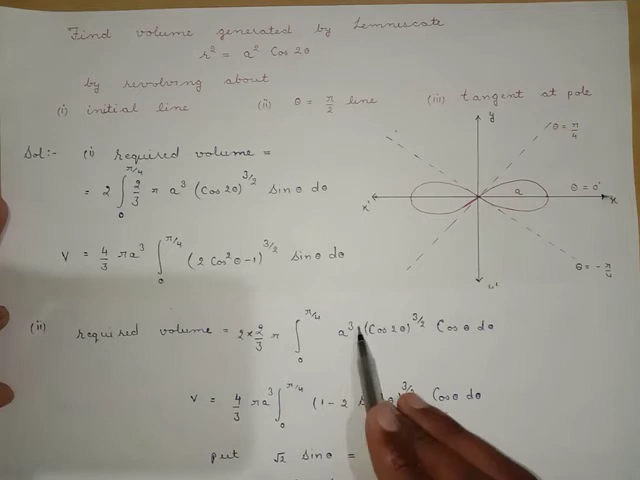 Find volume generated by Lemniscate
r² = a² Cos 2θ
by revolving about
(i) initial line (ii) θ = π/2 line (iii) tangent at pole
Sol:- (i) required volume =
= 2 ∫₀^{π/4} 2/3 π a³ (Cos 2θ)^{3/2} Sinθ dθ
V = 4/3 πa³ ∫₀^{π/4} (2 Cos²θ - 1)^{3/2} Sinθ dθ
y
θ = π/4
a
θ = 0°
x'
x
θ = -π/4
(ii) required volume = 2 × 2/3 π ∫₀^{π/4} a³ (Cos 2θ)^{3/2} Cosθ dθ
V = 4/3 πa³ ∫₀^{π/4} (1 - 2 )^{3/2} Cosθ dθ
put √2 Sinθ =